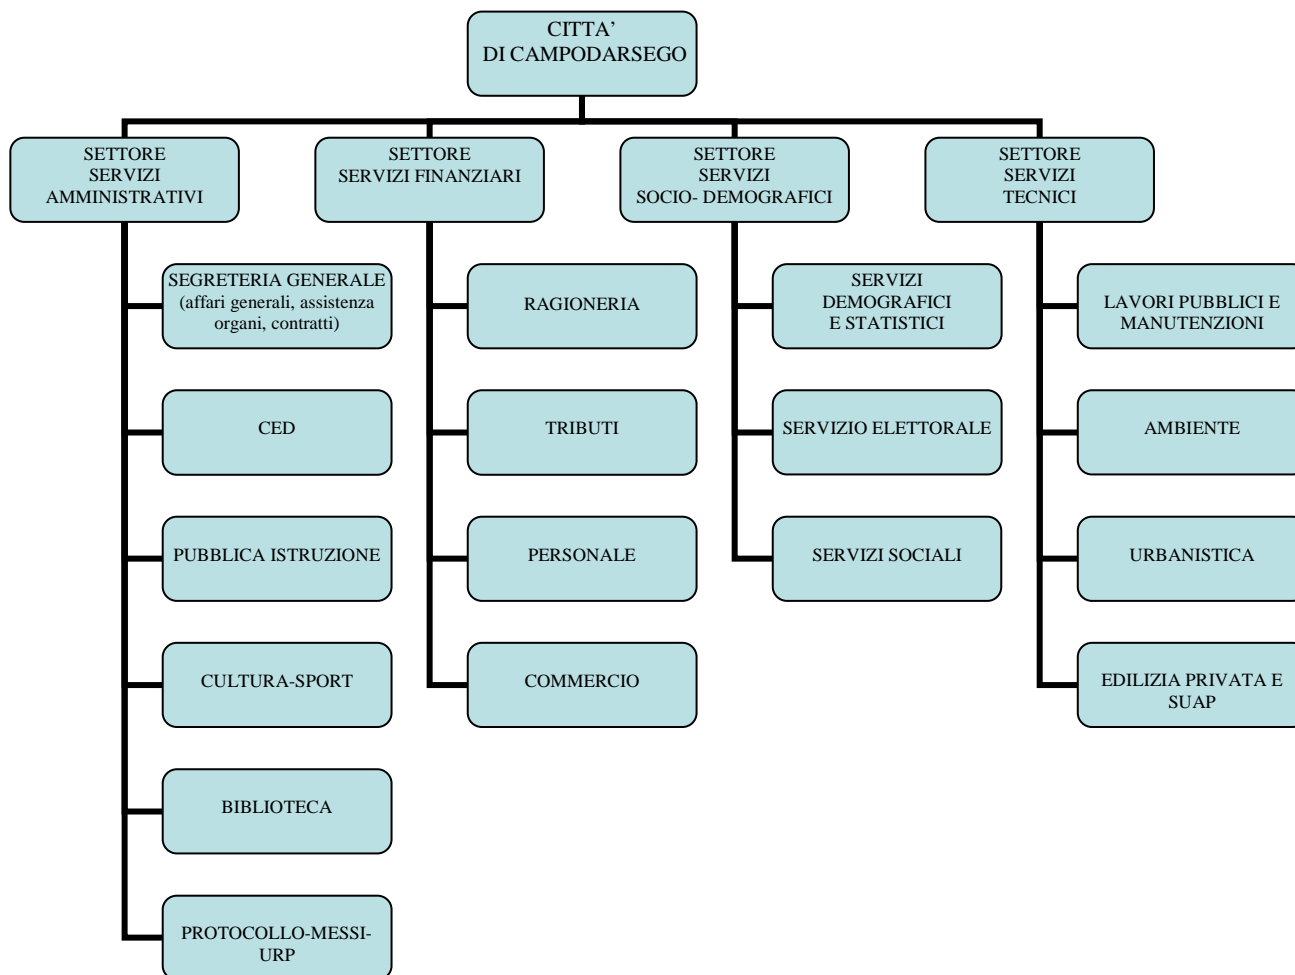 CITTA’
DI CAMPODARSEGO
SETTORE
SERVIZI
AMMINISTRATIVI
SETTORE
SERVIZI FINANZIARI
SETTORE
SERVIZI
SOCIO- DEMOGRAFICI
SETTORE
SERVIZI
TECNICI
SEGRETERIA GENERALE
(affari generali, assistenza
organi, contratti)
CED
PUBBLICA ISTRUZIONE
CULTURA-SPORT
BIBLIOTECA
PROTOCOLLO-MESSI-
URP
RAGIONERIA
TRIBUTI
PERSONALE
COMMERCIO
SERVIZI
DEMOGRAFICI
E STATISTICI
SERVIZIO ELETTORALE
SERVIZI SOCIALI
LAVORI PUBBLICI E
MANUTENZIONI
AMBIENTE
URBANISTICA
EDILIZIA PRIVATA E
SUAP